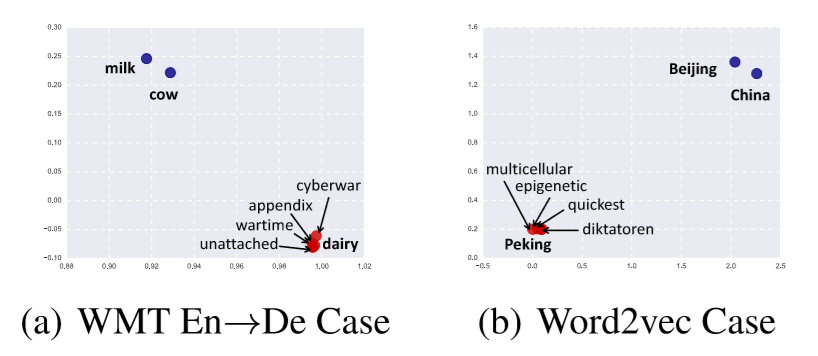 0,30
0,25
0,20
0,15
0,10
0,05
0,00
−0,05
−0,10
0,88 0,90 0,92 0,94 0,96 0,98 1,00 1,02
milk
cow
cyberwar
appendix
wartime
unattached
dairy
(a) WMT En→De Case
1.6
1.4
1.2
1.0
0.8
0.6
0.4
0.2
0.0
−0.5 0.0 0.5 1.0 1.5 2.0 2.5
Beijing
China
multicellular
epigenetic
quickest
diktatoren
Peking
(b) Word2vec Case